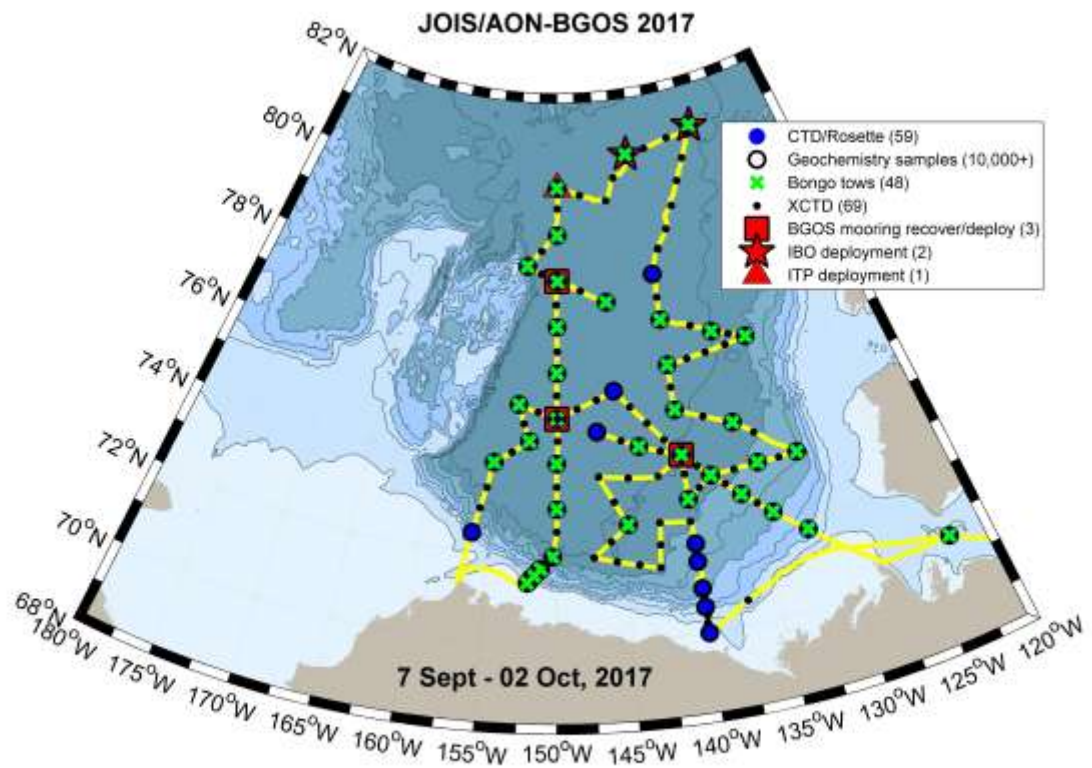 JOIS/AON-BGOS 2017
82°N
80°N
78°N
76°N
74°N
72°N
70°N
68°N
CTD/Rosette (59)
Geochemistry samples (10,000+)
Bongo tows (48)
XCTD (69)
BGOS mooring recover/deploy (3)
IBO deployment (2)
ITP deployment (1)
7 Sept - 02 Oct, 2017
180°W
175°W
170°W
165°W
160°W
155°W
150°W
145°W
140°W
135°W
130°W
125°W
120°W